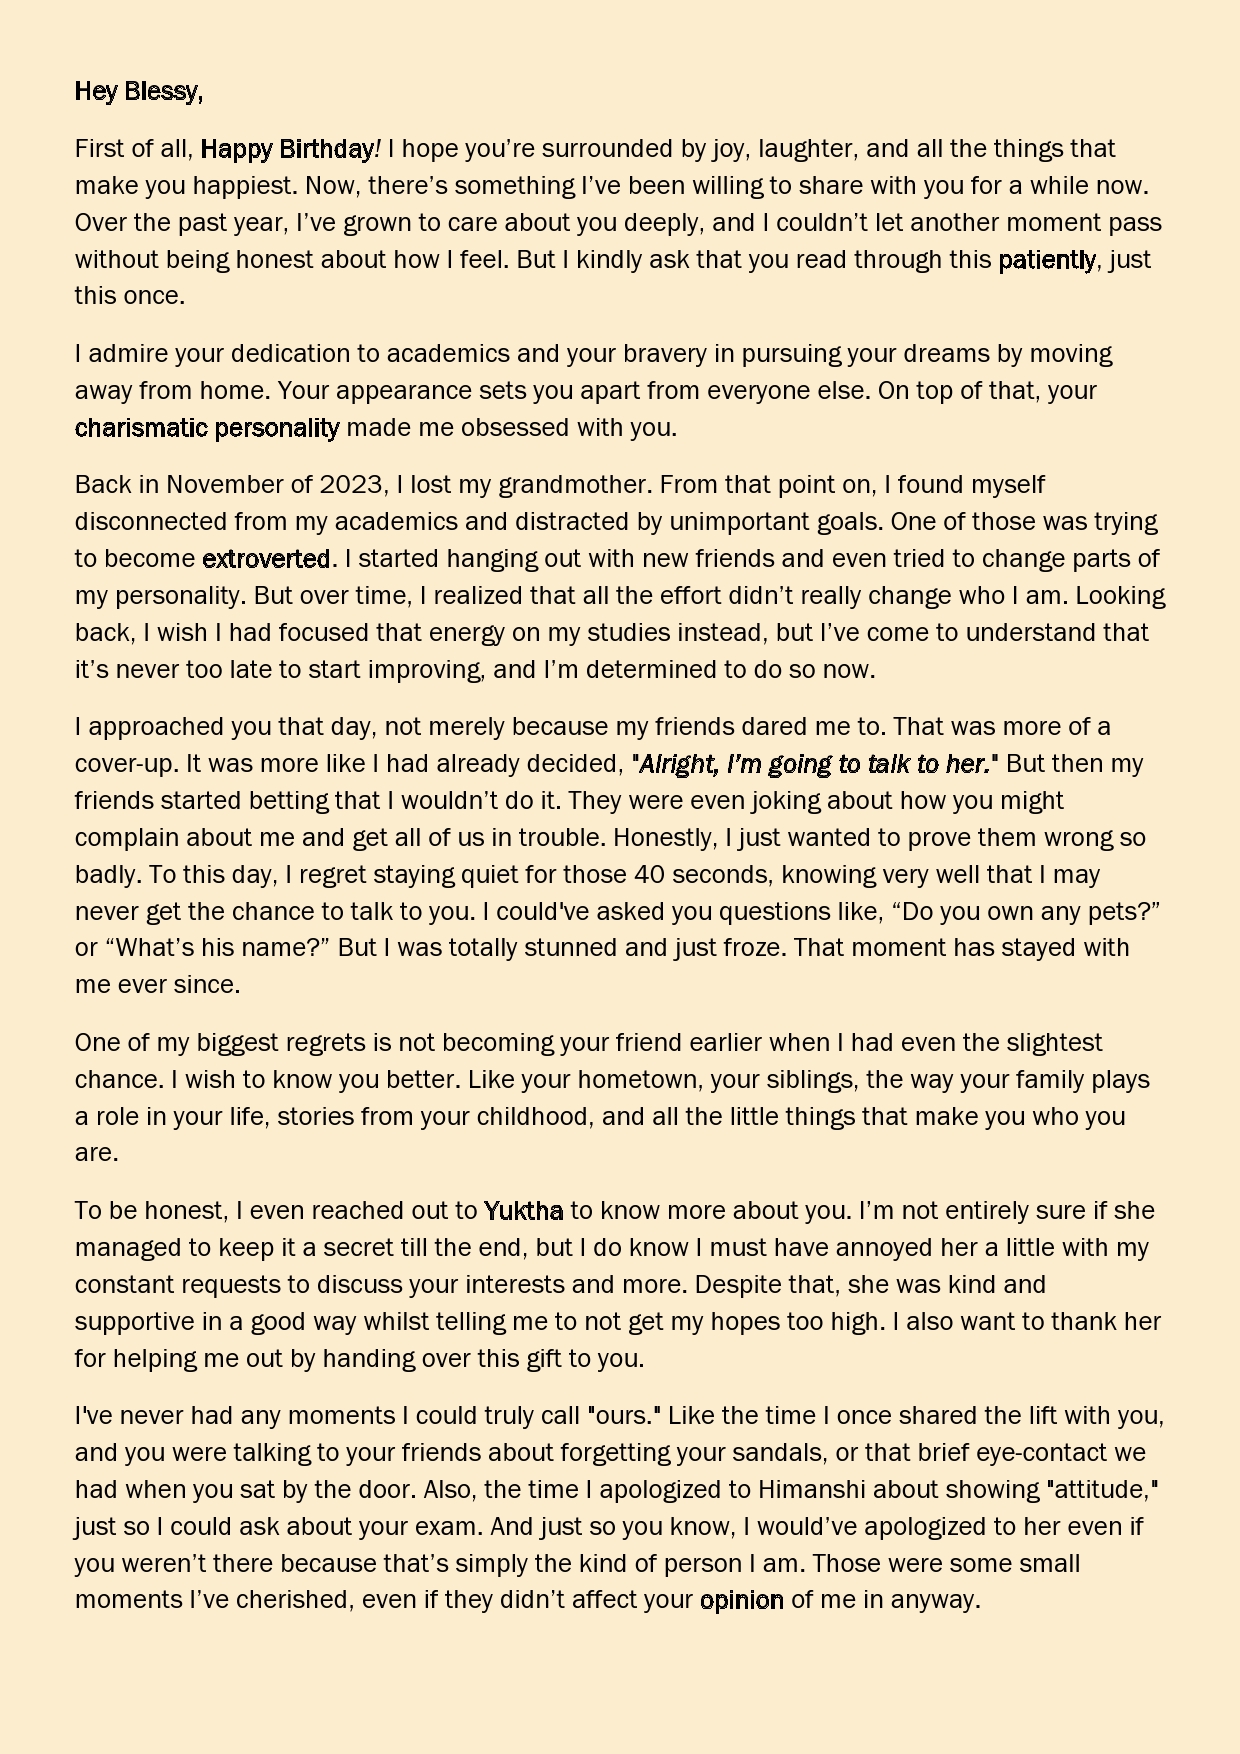 Hey Blessy,
First of all, Happy Birthday! I hope you’re surrounded by joy, laughter, and all the things that
make you happiest. Now, there’s something I’ve been willing to share with you for a while now.
Over the past year, I’ve grown to care about you deeply, and I couldn’t let another moment pass
without being honest about how I feel. But I kindly ask that you read through this patiently, just
this once.
I admire your dedication to academics and your bravery in pursuing your dreams by moving
away from home. Your appearance sets you apart from everyone else. On top of that, your
charismatic personality made me obsessed with you.
Back in November of 2023, I lost my grandmother. From that point on, I found myself
disconnected from my academics and distracted by unimportant goals. One of those was trying
to become extroverted. I started hanging out with new friends and even tried to change parts of
my personality. But over time, I realized that all the effort didn’t really change who I am. Looking
back, I wish I had focused that energy on my studies instead, but I’ve come to understand that
it’s never too late to start improving, and I’m determined to do so now.
I approached you that day, not merely because my friends dared me to. That was more of a
cover-up. It was more like I had already decided, "Alright, I’m going to talk to her." But then my
friends started betting that I wouldn’t do it. They were even joking about how you might
complain about me and get all of us in trouble. Honestly, I just wanted to prove them wrong so
badly. To this day, I regret staying quiet for those 40 seconds, knowing very well that I may
never get the chance to talk to you. I could've asked you questions like, “Do you own any pets?”
or “What’s his name?” But I was totally stunned and just froze. That moment has stayed with
me ever since.
One of my biggest regrets is not becoming your friend earlier when I had even the slightest
chance. I wish to know you better. Like your hometown, your siblings, the way your family plays
a role in your life, stories from your childhood, and all the little things that make you who you
are.
To be honest, I even reached out to Yuktha to know more about you. I’m not entirely sure if she
managed to keep it a secret till the end, but I do know I must have annoyed her a little with my
constant requests to discuss your interests and more. Despite that, she was kind and
supportive in a good way whilst telling me to not get my hopes too high. I also want to thank her
for helping me out by handing over this gift to you.
I've never had any moments I could truly call "ours." Like the time I once shared the lift with you,
and you were talking to your friends about forgetting your sandals, or that brief eye-contact we
had when you sat by the door. Also, the time I apologized to Himanshi about showing "attitude,"
just so I could ask about your exam. And just so you know, I would’ve apologized to her even if
you weren’t there because that’s simply the kind of person I am. Those were some small
moments I’ve cherished, even if they didn’t affect your opinion of me in anyway.